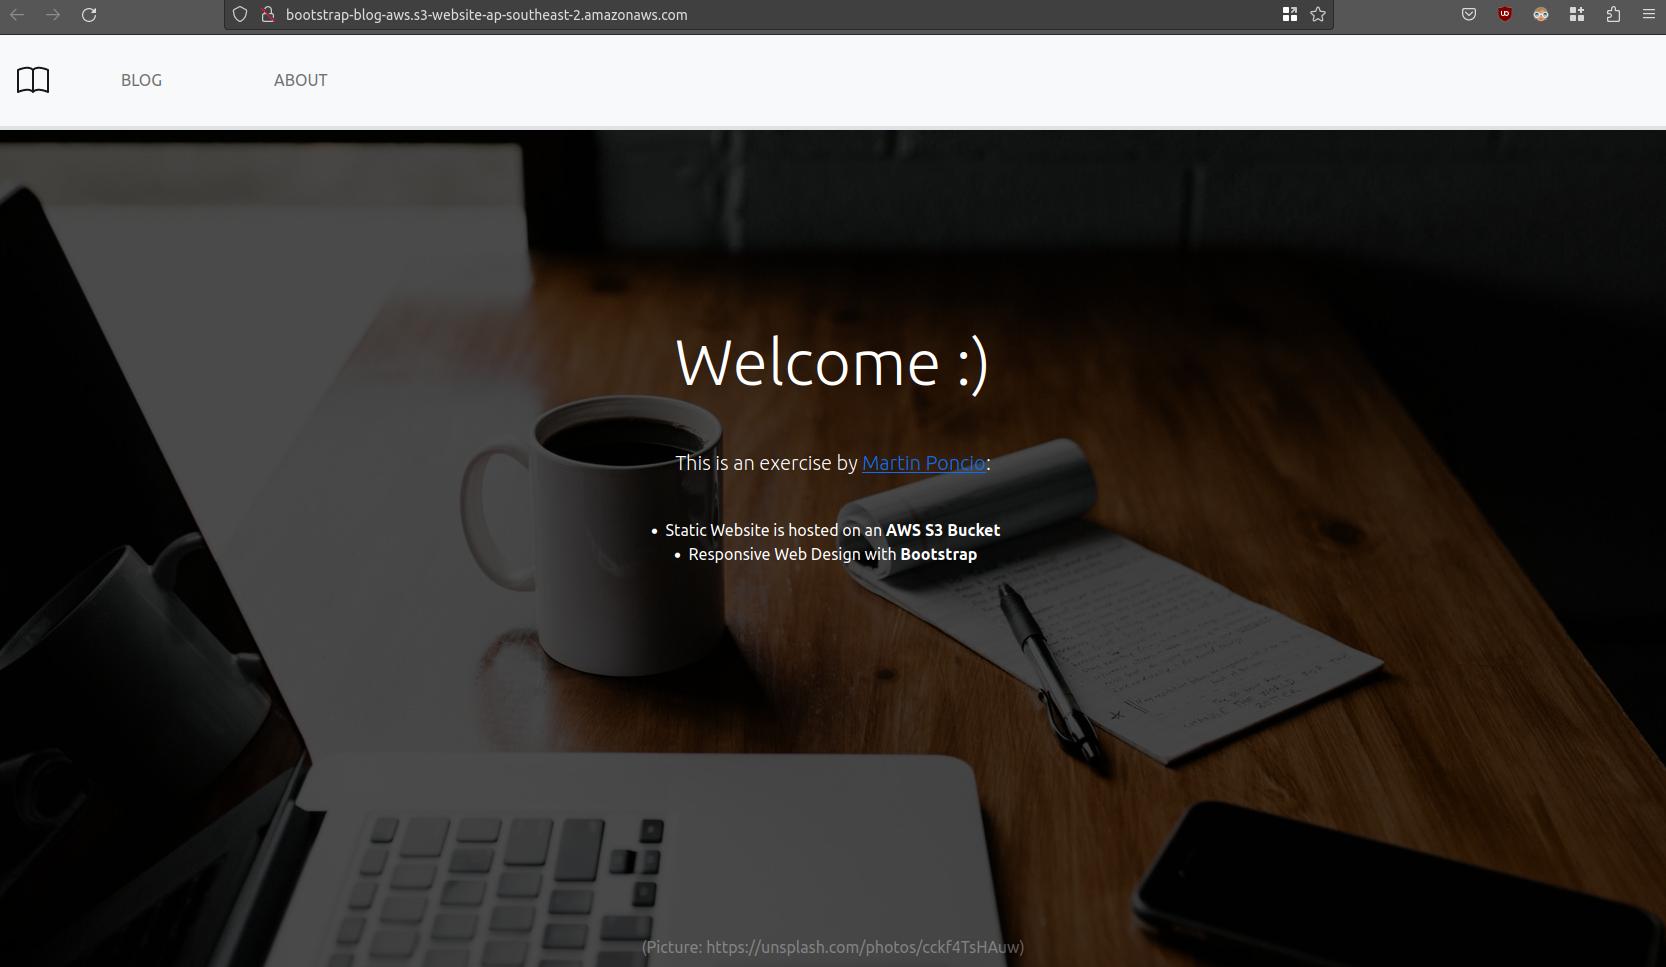 bootstrap-blog-aws.s3-website-ap-southeast-2.amazonaws.com
BLOG
ABOUT
Welcome :)
This is an exercise by Martin Poncio:
• Static Website is hosted on an AWS S3 Bucket
• Responsive Web Design with Bootstrap
(Picture: https://unsplash.com/photos/cckf4TsHAuw)